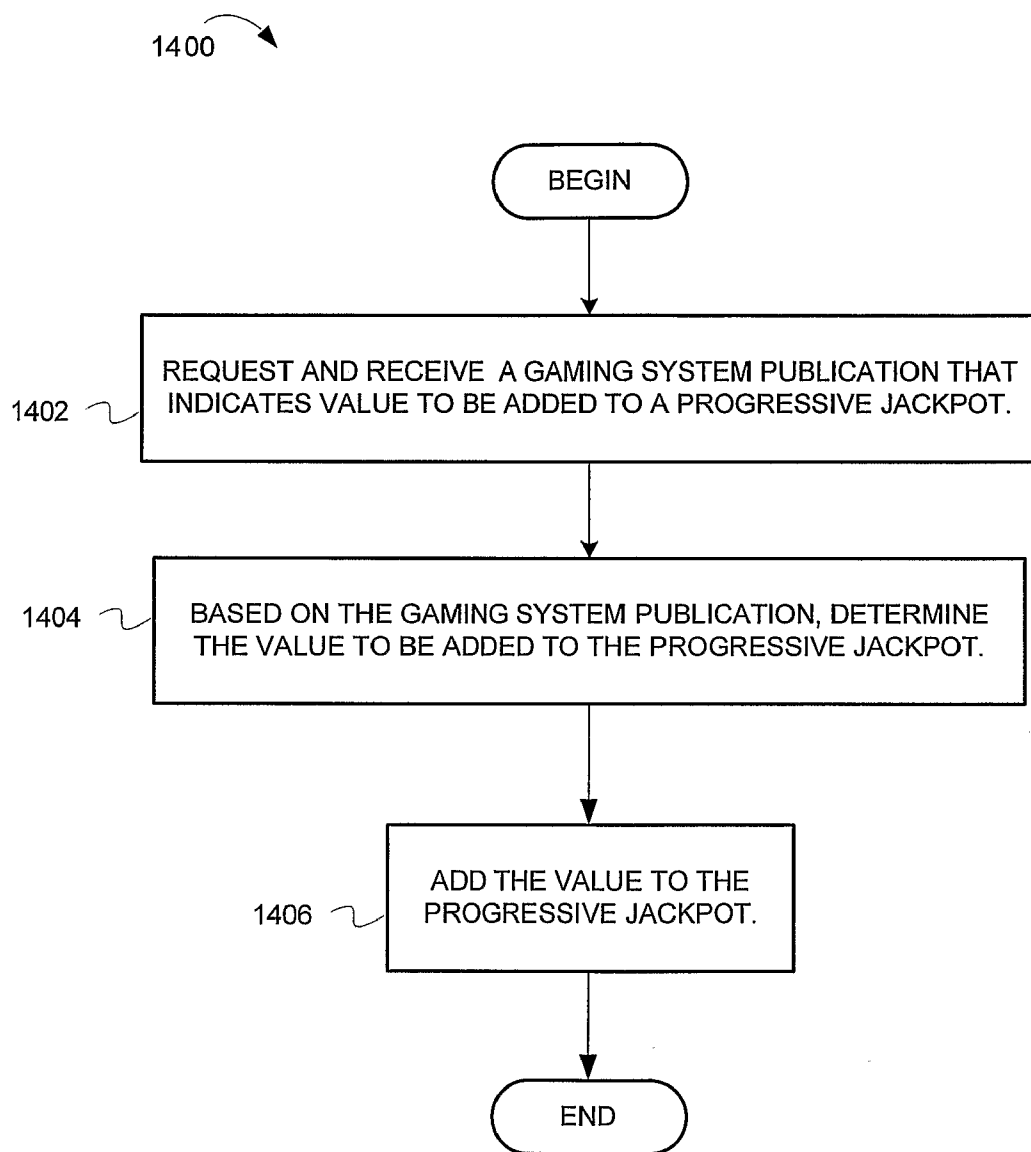 1400
BEGIN
REQUEST AND RECEIVE A GAMING SYSTEM PUBLICATION THAT
INDICATES VALUE TO BE ADDED TO A PROGRESSIVE JACKPOT.
1402
BASED ON THE GAMING SYSTEM PUBLICATION, DETERMINE
THE VALUE TO BE ADDED TO THE PROGRESSIVE JACKPOT.
1404
ADD THE VALUE TO THE
PROGRESSIVE JACKPOT.
1406
END